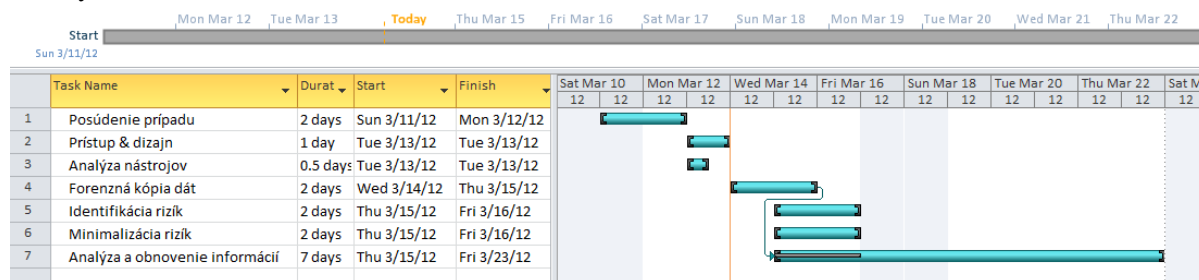 Mon Mar 12 Tue Mar 13 Today Thu Mar 15 Fri Mar 16 Sat Mar 17 Sun Mar 18 Mon Mar 19 Tue Mar 20 Wed Mar 21 Thu Mar 22
Start
Sun 3/11/12
Task Name Durat Start Finish Sat Mar 10 Mon Mar 12 Wed Mar 14 Fri Mar 16 Sun Mar 18 Tue Mar 20 Thu Mar 22 Sat M
12 12 12 12 12 12 12 12 12 12 12 12 12 12 12
1 Posúdenie prípadu 2 days Sun 3/11/12 Mon 3/12/12
2 Prístup & dizajn 1 day Tue 3/13/12 Tue 3/13/12
3 Analýza nástrojov 0.5 days Tue 3/13/12 Tue 3/13/12
4 Forenzná kópia dát 2 days Wed 3/14/12 Thu 3/15/12
5 Identifikácia rizík 2 days Thu 3/15/12 Fri 3/16/12
6 Minimalizácia rizík 2 days Thu 3/15/12 Fri 3/16/12
7 Analýza a obnovenie informácií 7 days Thu 3/15/12 Fri 3/23/12